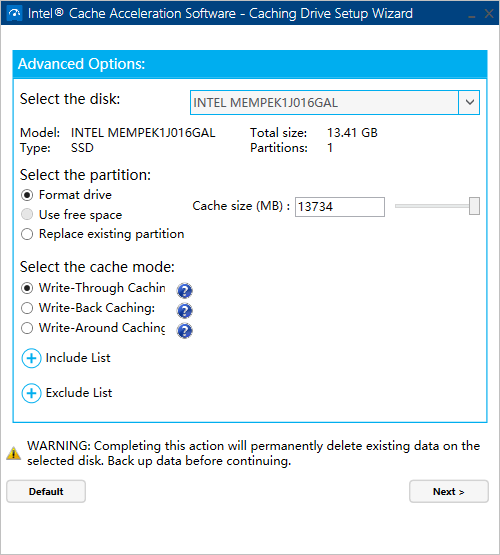 Intel® Cache Acceleration Software - Caching Drive Setup Wizard
Advanced Options:
Select the disk: INTEL MEMPEK1J016GAL
Model: INTEL MEMPEK1J016GAL Total size: 13.41 GB
Type: SSD Partitions: 1
Select the partition:
Format drive
Cache size (MB) : 13734
Use free space
Replace existing partition
Select the cache mode:
Write-Through Cachin
Write-Back Caching:
Write-Around Caching
Include List
Exclude List
WARNING: Completing this action will permanently delete existing data on the
selected disk. Back up data before continuing.
Default Next >